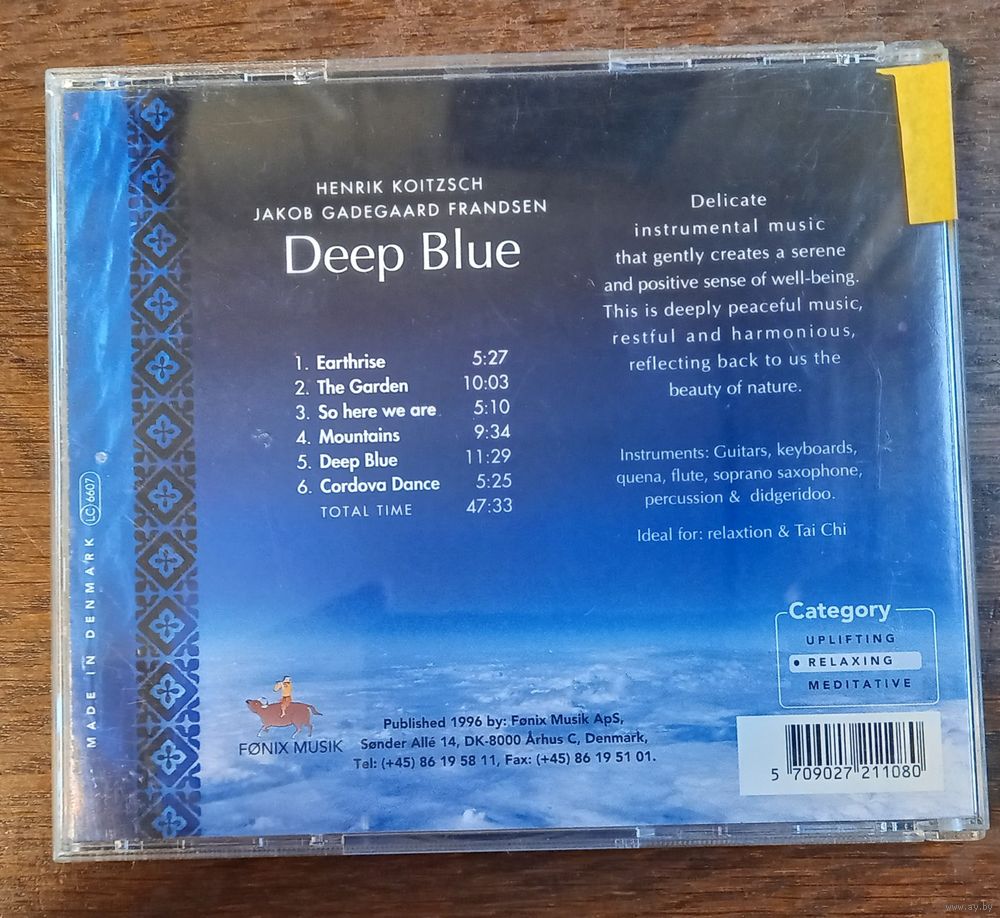 HENRIK KOITZSCH
JAKOB GADEGAARD FRANDSEN
Deep Blue
1. Earthrise 5:27
2. The Garden 10:03
3. So here we are 5:10
4. Mountains 9:34
5. Deep Blue 11:29
6. Cordova Dance 5:25
TOTAL TIME 47:33
Delicate
instrumental music
that gently creates a serene
and positive sense of well-being.
This is deeply peaceful music,
restful and harmonious,
reflecting back to us the
beauty of nature.
Instruments: Guitars, keyboards,
quena, flute, soprano saxophone,
percussion & didgeridoo.
Ideal for: relaxtion & Tai Chi
Category
UPLIFTING
• RELAXING
MEDITATIVE
MADE IN DENMARK
LC 6607
FØNIX MUSIK
Published 1996 by: Fønix Musik ApS,
Sønder Allé 14, DK-8000 Århus C, Denmark,
Tel: (+45) 86 19 58 11, Fax: (+45) 86 19 51 01.
5 709027 211080
www.ay.by